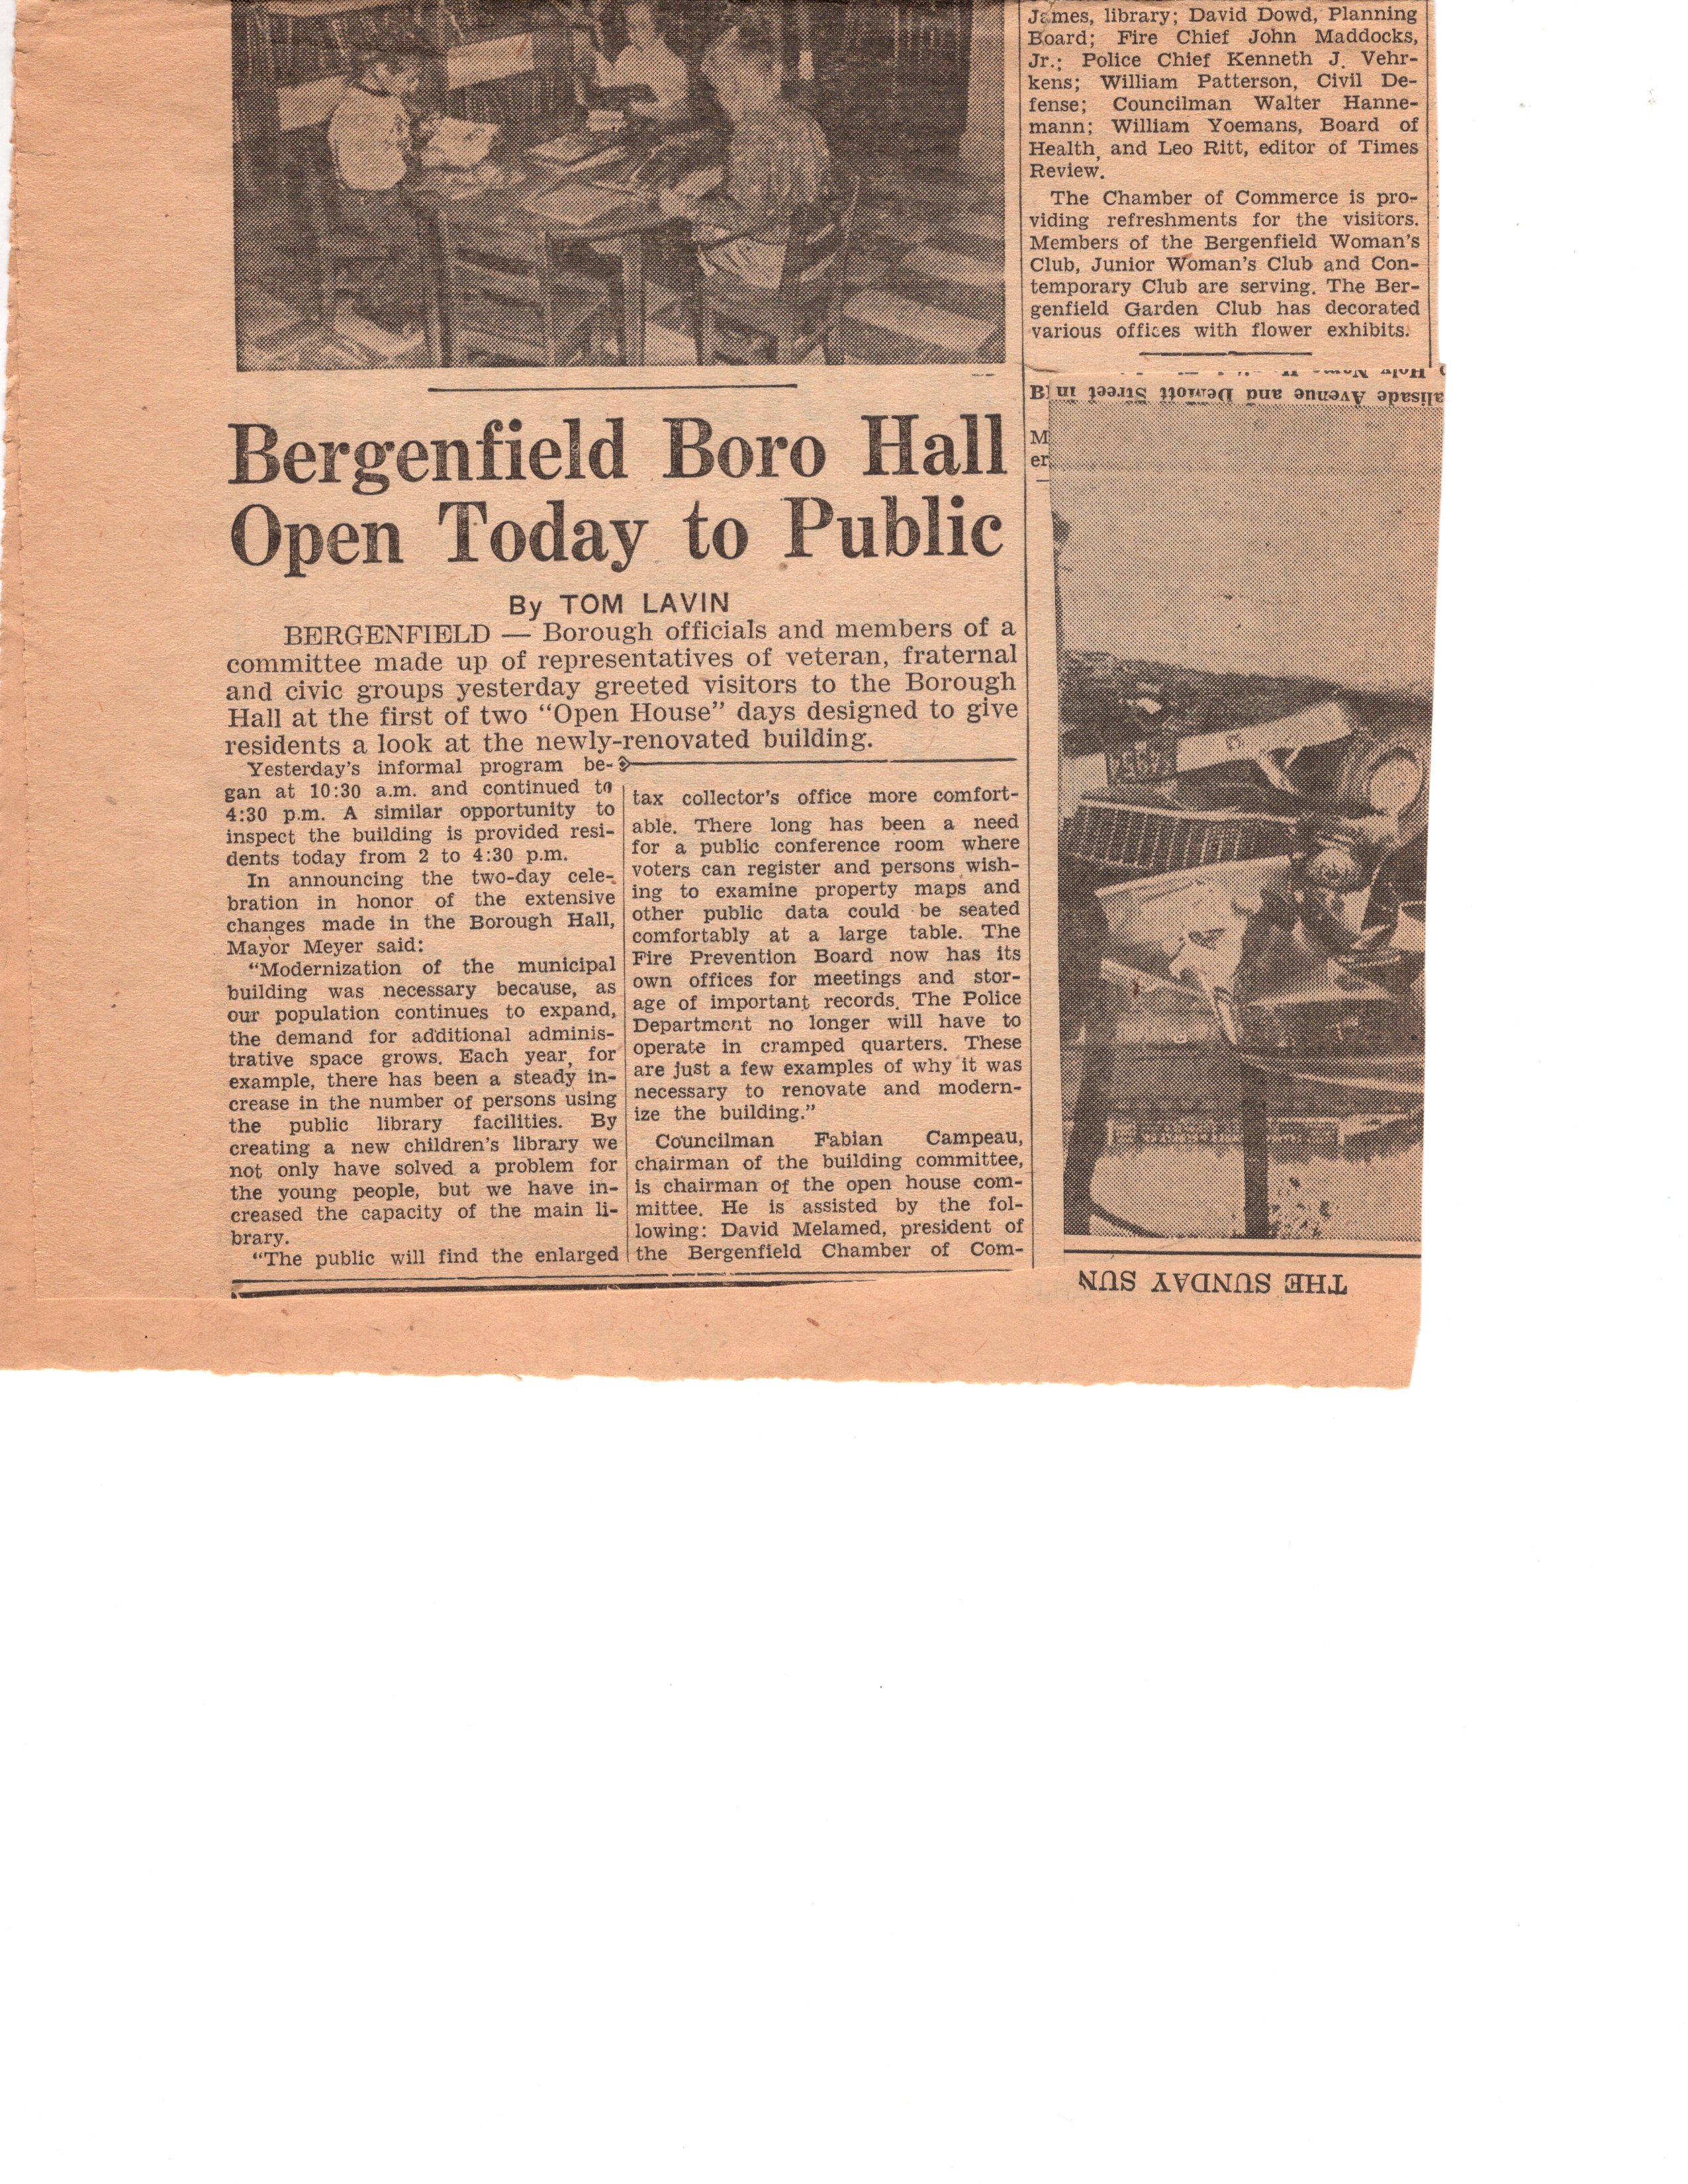 Bergenfield Boro Hall
Open Today to Public
By TOM LAVIN
BERGENFIELD — Borough officials and members of a
committee made up of representatives of veteran, fraternal
and civic groups yesterday greeted visitors to the Borough
Hall at the first of two “Open House” days designed to give
residents a look at the newly-renovated building.
Yesterday's informal program be-
gan at 10:30 a.m. and continued to
4:30 p.m. A similar opportunity to
inspect the building is provided resi-
dents today from 2 to 4:30 p.m.
In announcing the two-day cele-
bration in honor of the extensive
changes made in the Borough Hall,
Mayor Meyer said:
“Modernization of the municipal
building was necessary because, as
our population continues to expand,
the demand for additional adminis-
trative space grows. Each year, for
example, there has been a steady in-
crease in the number of persons using
the public library facilities. By
creating a new children's library we
not only have solved a problem for
the young people, but we have in-
creased the capacity of the main li-
brary.
“The public will find the enlarged
tax collector's office more comfort-
able. There long has been a need
for a public conference room where
voters can register and persons wish-
ing to examine property maps and
other public data could be seated
comfortably at a large table. The
Fire Prevention Board now has its
own offices for meetings and stor-
age of important records. The Police
Department no longer will have to
operate in cramped quarters. These
are just a few examples of why it was
necessary to renovate and modern-
ize the building.”
Councilman Fabian Campeau,
chairman of the building committee,
is chairman of the open house com-
mittee. He is assisted by the fol-
lowing: David Melamed, president of
the Bergenfield Chamber of Com-
James, library; David Dowd, Planning
Board; Fire Chief John Maddocks,
Jr.; Police Chief Kenneth J. Vehr-
kens; William Patterson, Civil De-
fense; Councilman Walter Hanne-
mann; William Yoemans, Board of
Health, and Leo Ritt, editor of Times
Review.
The Chamber of Commerce is pro-
viding refreshments for the visitors.
Members of the Bergenfield Woman's
Club, Junior Woman's Club and Con-
temporary Club are serving. The Ber-
genfield Garden Club has decorated
various offices with flower exhibits.
B
M
er
alisade Avenue and Demott Street in
THE SUNDAY SUN